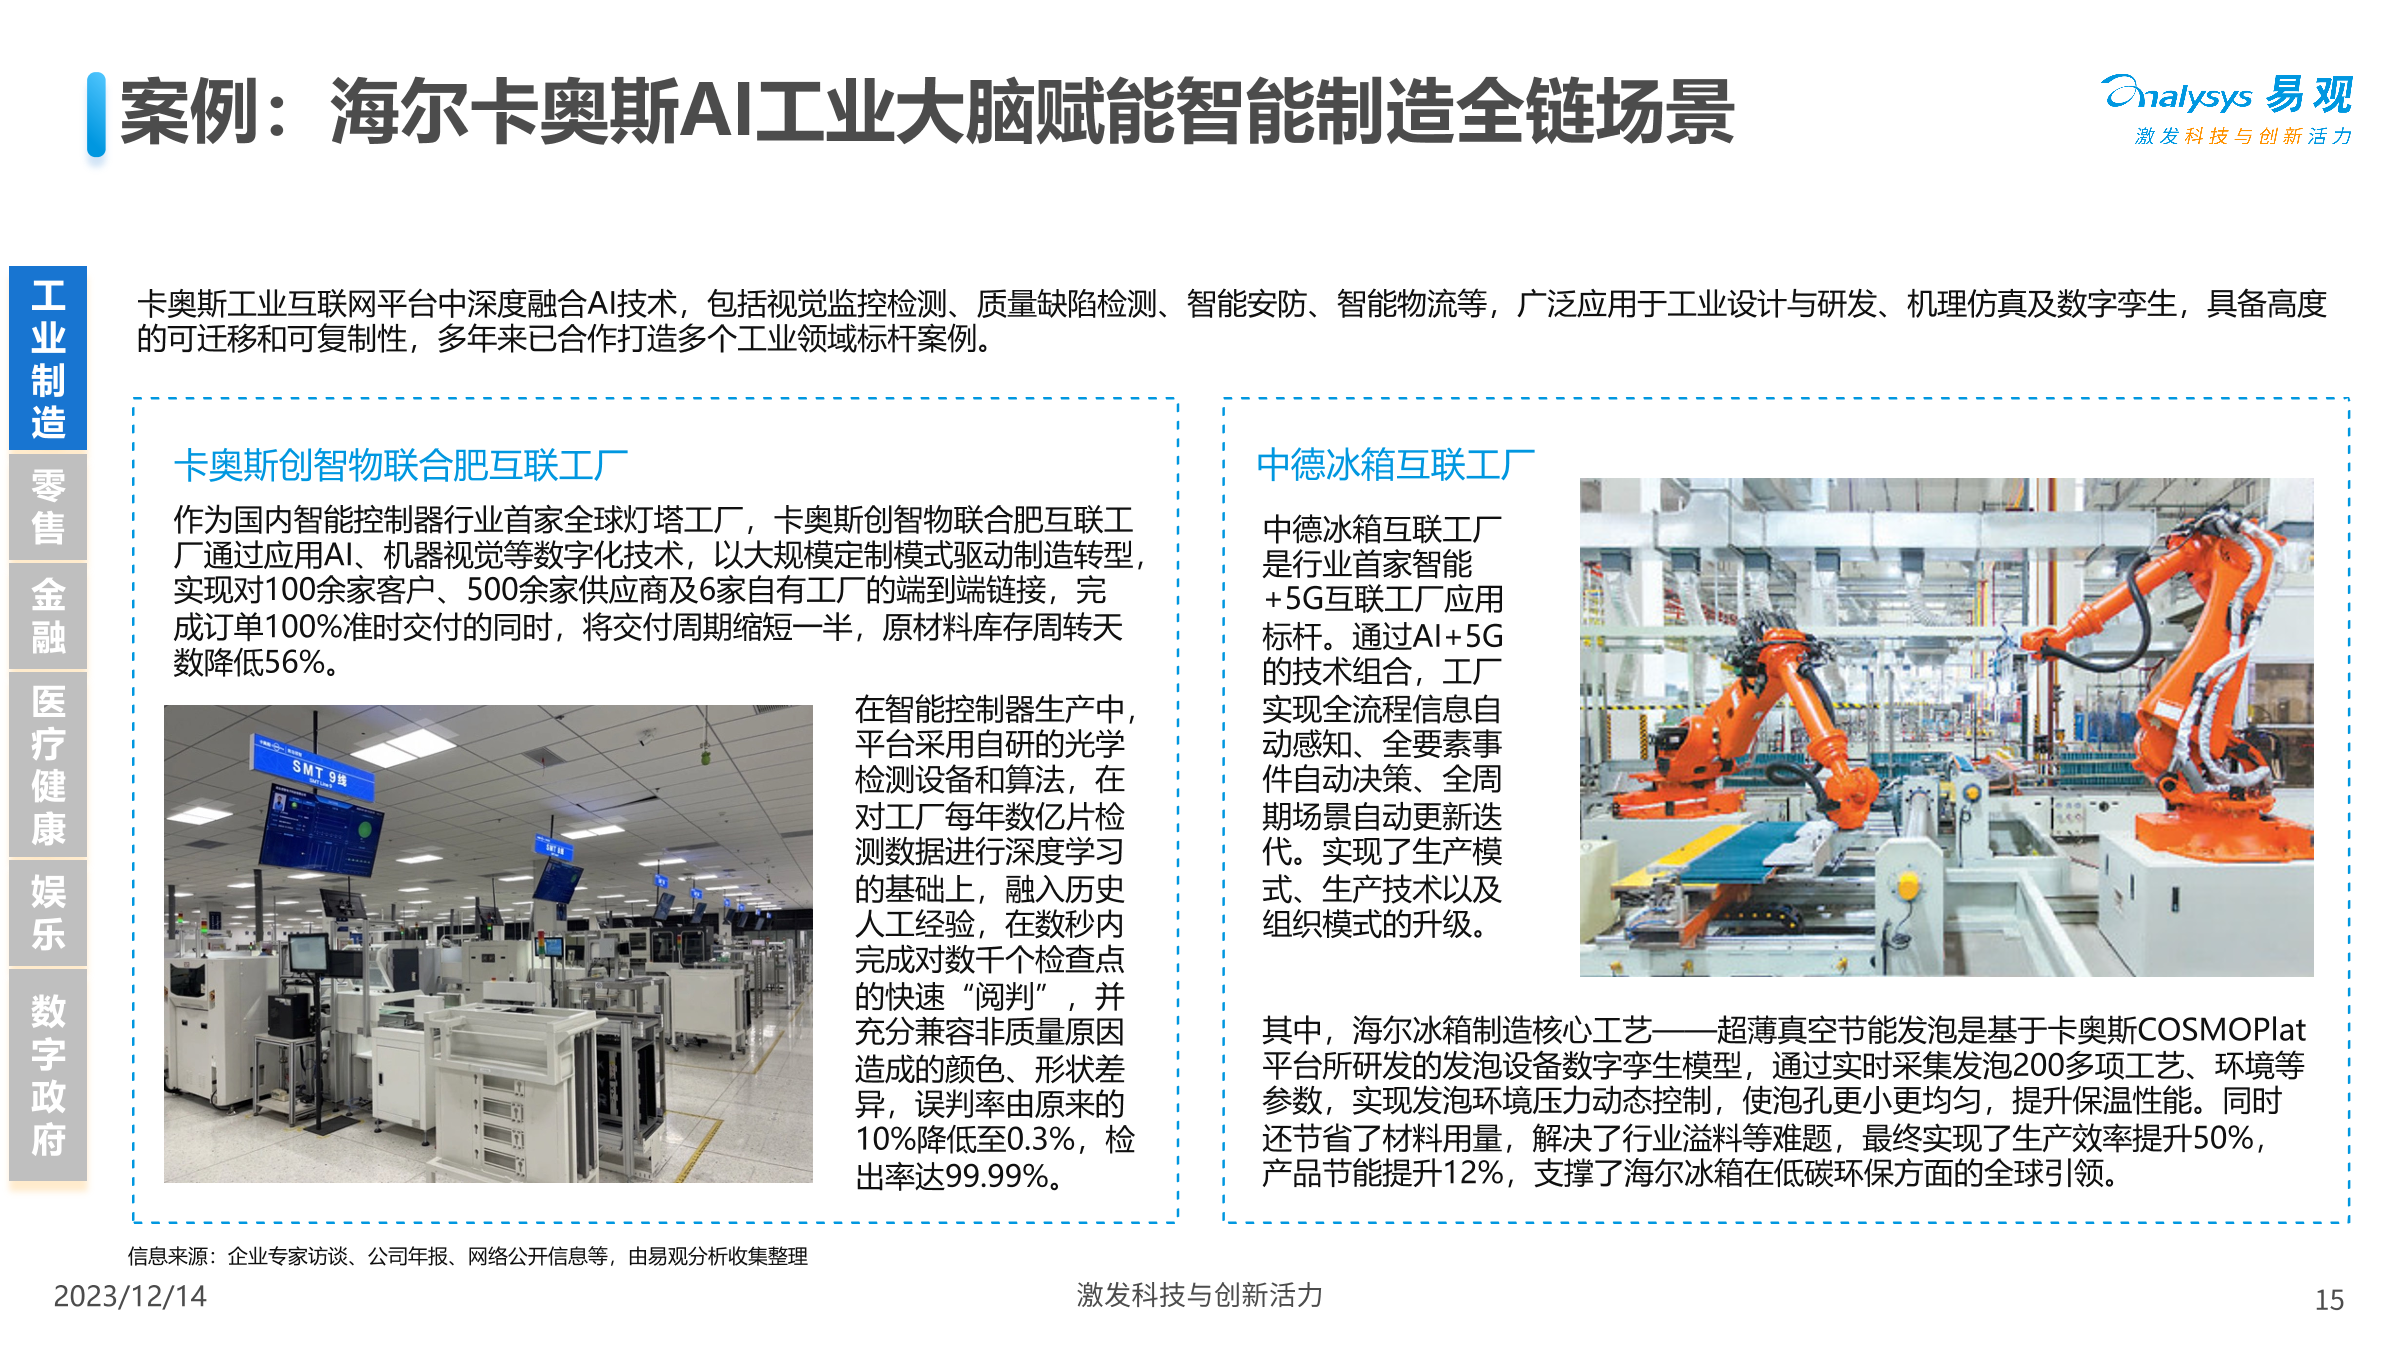 案例：海尔卡奥斯AI工业大脑赋能智能制造全链场景
analysys 易观
激发科技与创新活力
工业制造
零售
金融
医疗健康
娱乐
数字政府
卡奥斯工业互联网平台中深度融合AI技术，包括视觉监控检测、质量缺陷检测、智能安防、智能物流等，广泛应用于工业设计与研发、机理仿真及数字孪生，具备高度
的可迁移和可复制性，多年来已合作打造多个工业领域标杆案例。
卡奥斯创智物联合肥互联工厂
作为国内智能控制器行业首家全球灯塔工厂，卡奥斯创智物联合肥互联工
厂通过应用AI、机器视觉等数字化技术，以大规模定制模式驱动制造转型，
实现对100余家客户、500余家供应商及6家自有工厂的端到端链接，完
成订单100%准时交付的同时，将交付周期缩短一半，原材料库存周转天
数降低56%。
SMT 9线
SMT 8线
在智能控制器生产中，
平台采用自研的光学
检测设备和算法，在
对工厂每年数亿片检
测数据进行深度学习
的基础上，融入历史
人工经验，在数秒内
完成对数千个检查点
的快速“阅判”，并
充分兼容非质量原因
造成的颜色、形状差
异，误判率由原来的
10%降低至0.3%，检
出率达99.99%。
中德冰箱互联工厂
中德冰箱互联工厂
是行业首家智能
+5G互联工厂应用
标杆。通过AI+5G
的技术组合，工厂
实现全流程信息自
动感知、全要素事
件自动决策、全周
期场景自动更新迭
代。实现了生产模
式、生产技术以及
组织模式的升级。
其中，海尔冰箱制造核心工艺——超薄真空节能发泡是基于卡奥斯COSMOPlat
平台所研发的发泡设备数字孪生模型，通过实时采集发泡200多项工艺、环境等
参数，实现发泡环境压力动态控制，使泡孔更小更均匀，提升保温性能。同时
还节省了材料用量，解决了行业溢料等难题，最终实现了生产效率提升50%，
产品节能提升12%，支撑了海尔冰箱在低碳环保方面的全球引领。
信息来源：企业专家访谈、公司年报、网络公开信息等，由易观分析收集整理
2023/12/14
激发科技与创新活力
15